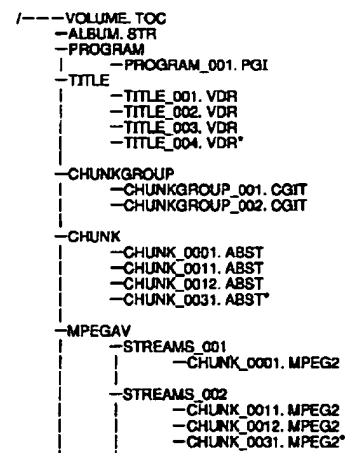 /---VOLUME. TOC
-ALBUM. STR
-PROGRAM
-PROGRAM_001. PGI
-TITLE
-TITLE_001. VDR
-TITLE_002. VDR
-TITLE_003. VDR
-TITLE_004. VDR*
-CHUNKGROUP
-CHUNKGROUP_001. CGIT
-CHUNKGROUP_002. CGIT
-CHUNK
-CHUNK_0001. ABST
-CHUNK_0011. ABST
-CHUNK_0012. ABST
-CHUNK_0031. ABST*
-MPEGAV
-STREAMS_001
-CHUNK_0001. MPEG2
-STREAMS_002
-CHUNK_0011. MPEG2
-CHUNK_0012. MPEG2
-CHUNK_0031. MPEG2*